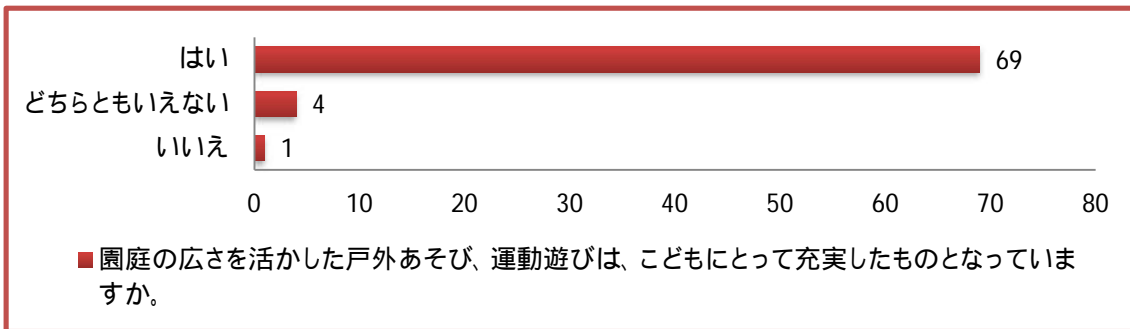 はい 69
どちらともいえない 4
いいえ 1
0 10 20 30 40 50 60 70 80
園庭の広さを活かした戸外あそび、運動遊びは、こどもにとって充実したものとなっていま
すか。